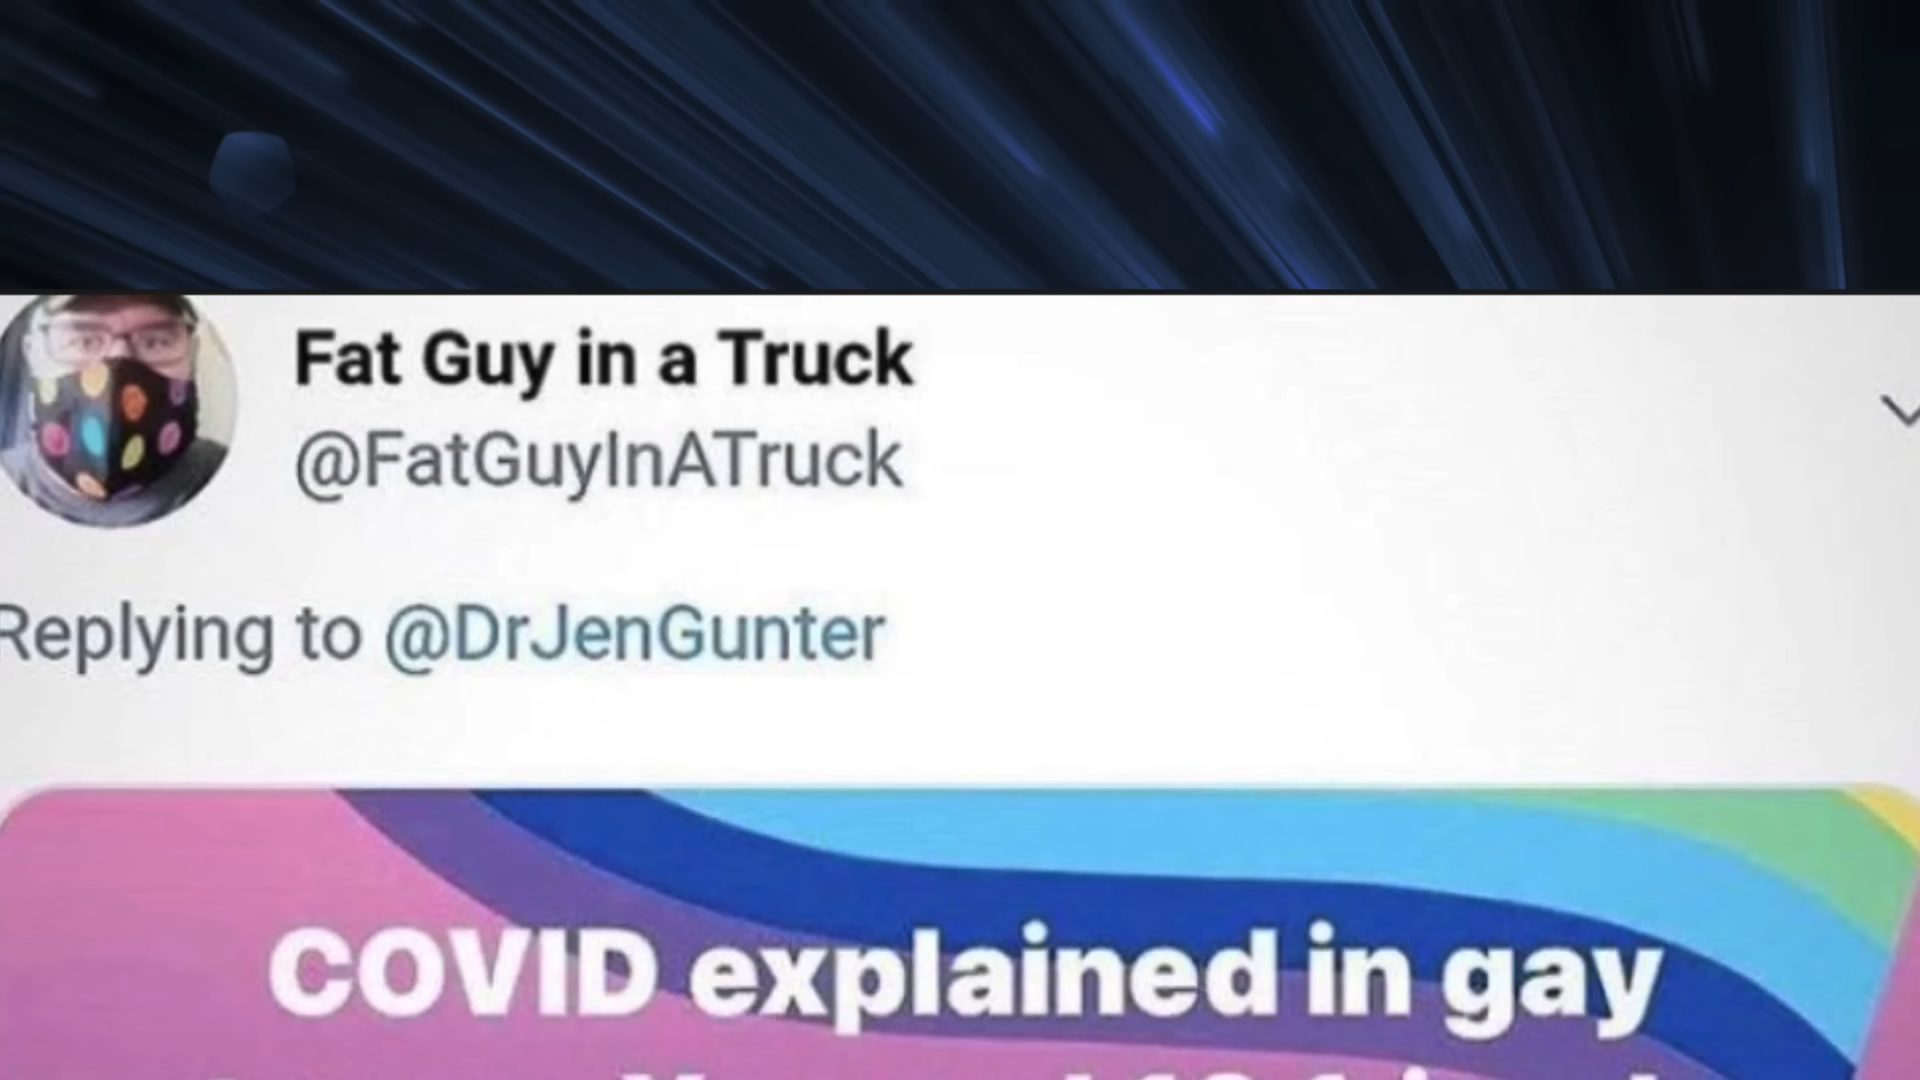 Fat Guy in a Truck
@FatGuyInATruck
Replying to @DrJenGunter
COVID explained in gay